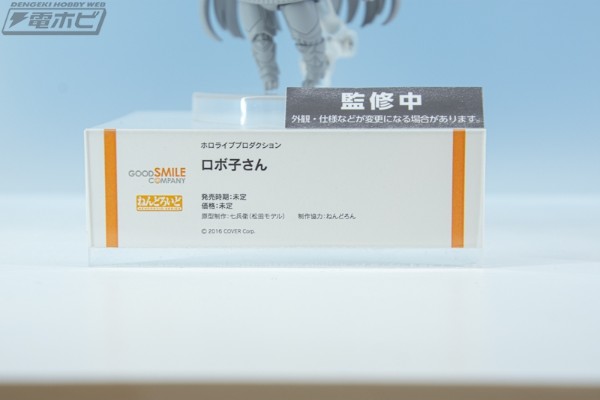 DENGEKI HOBBY WEB
電ホビ
監修中
外観・仕様などが変更になる場合があります。
ホロライブプロダクション
ロボ子さん
GOOD SMILE
COMPANY
ねんどろいど
発売時期:未定
価格:未定
原型制作:七兵衛(松田モデル) 制作協力:ねんどろん
© 2016 COVER Corp.